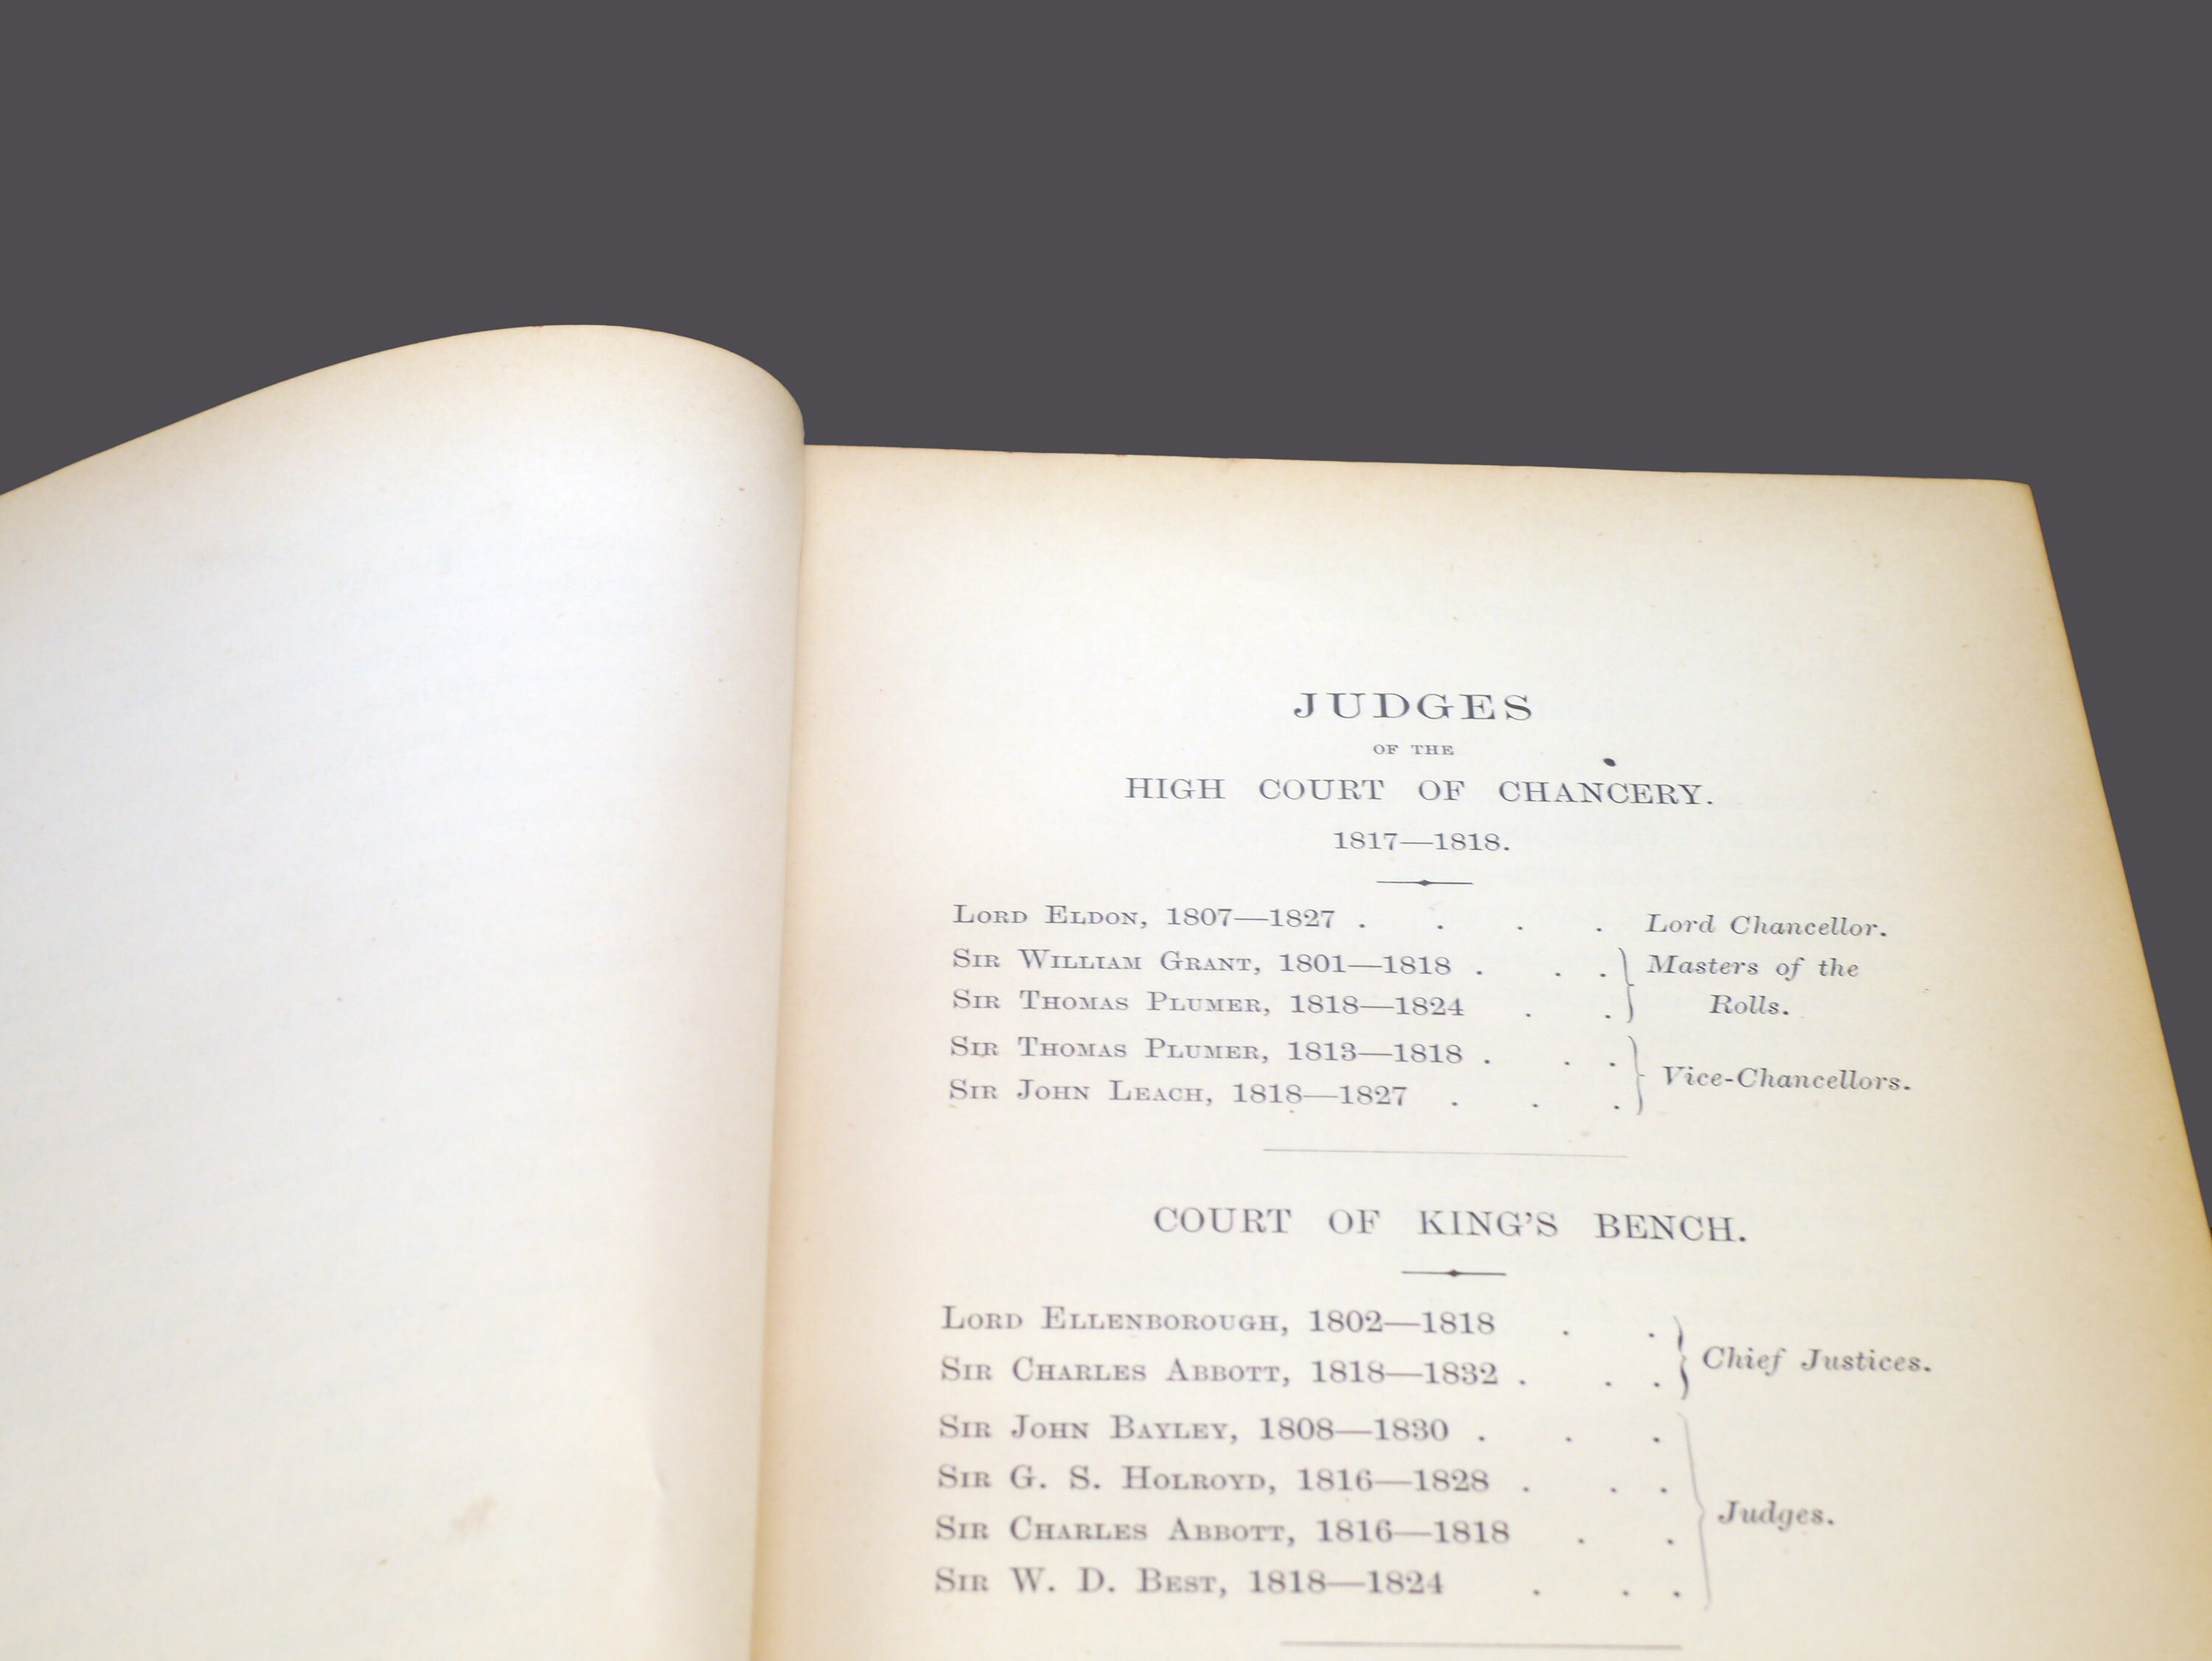 JUDGES
OF THE
HIGH COURT OF CHANCERY.
1817—1818.
LORD ELDON, 1807—1827 . . . . Lord Chancellor.
SIR WILLIAM GRANT, 1801—1818 . . . } Masters of the
SIR THOMAS PLUMER, 1818—1824 . . } Rolls.
SIR THOMAS PLUMER, 1813—1818 . . . }
SIR JOHN LEACH, 1818—1827 . . . } Vice-Chancellors.
COURT OF KING'S BENCH.
LORD ELLENBOROUGH, 1802—1818 . . }
SIR CHARLES ABBOTT, 1818—1832 . . . } Chief Justices.
SIR JOHN BAYLEY, 1808—1830 . . .
SIR G. S. HOLROYD, 1816—1828 . . .
SIR CHARLES ABBOTT, 1816—1818 . . } Judges.
SIR W. D. BEST, 1818—1824 . . .